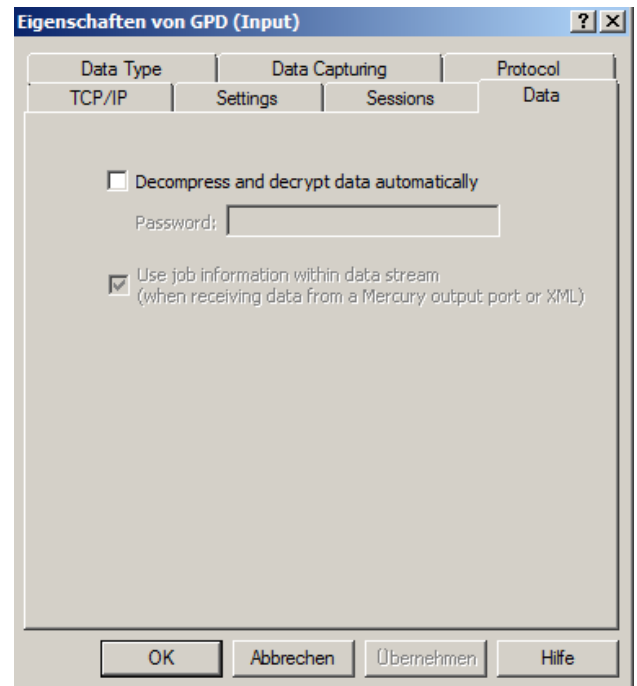 Eigenschaften von GPD (Input)
Data Type Data Capturing Protocol
TCP/IP Settings Sessions Data
Decompress and decrypt data automatically
Password:
Use job information within data stream
(when receiving data from a Mercury output port or XML)
OK Abbrechen Übernehmen Hilfe